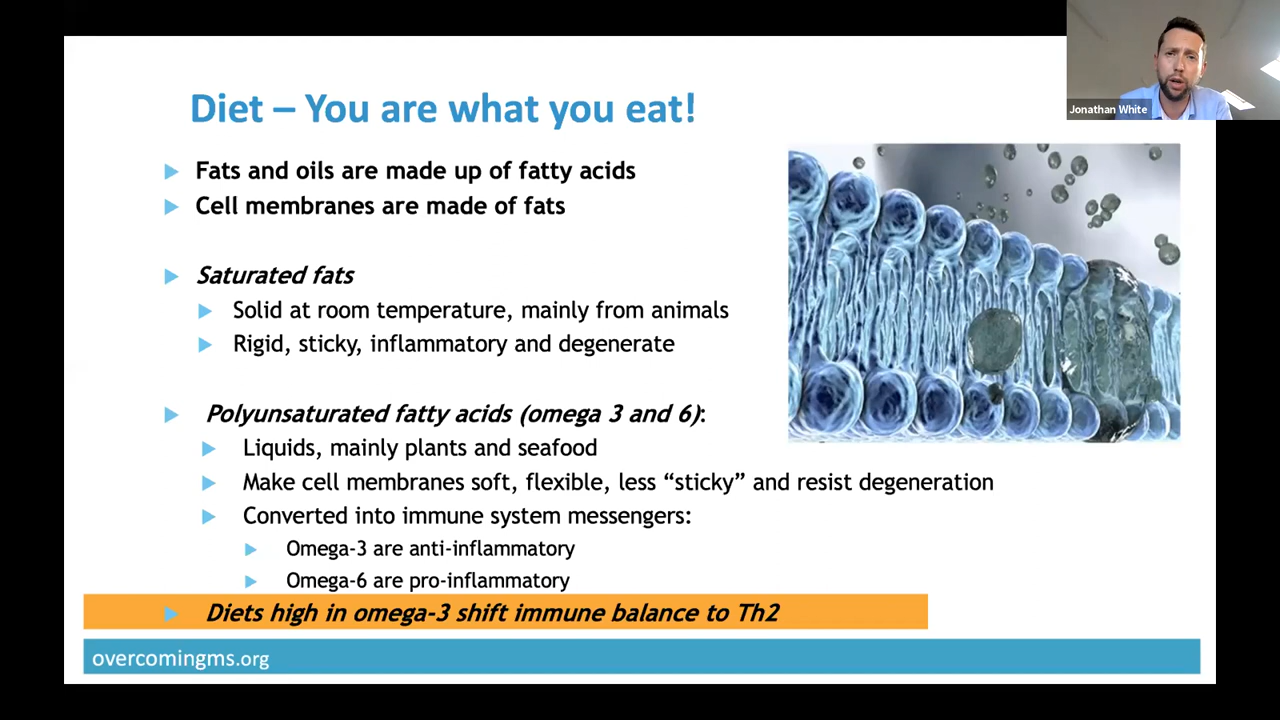 Jonathan White
Diet – You are what you eat!
Fats and oils are made up of fatty acids
Cell membranes are made of fats
Saturated fats
Solid at room temperature, mainly from animals
Rigid, sticky, inflammatory and degenerate
Polyunsaturated fatty acids (omega 3 and 6):
Liquids, mainly plants and seafood
Make cell membranes soft, flexible, less “sticky” and resist degeneration
Converted into immune system messengers:
Omega-3 are anti-inflammatory
Omega-6 are pro-inflammatory
Diets high in omega-3 shift immune balance to Th2
overcomingms.org